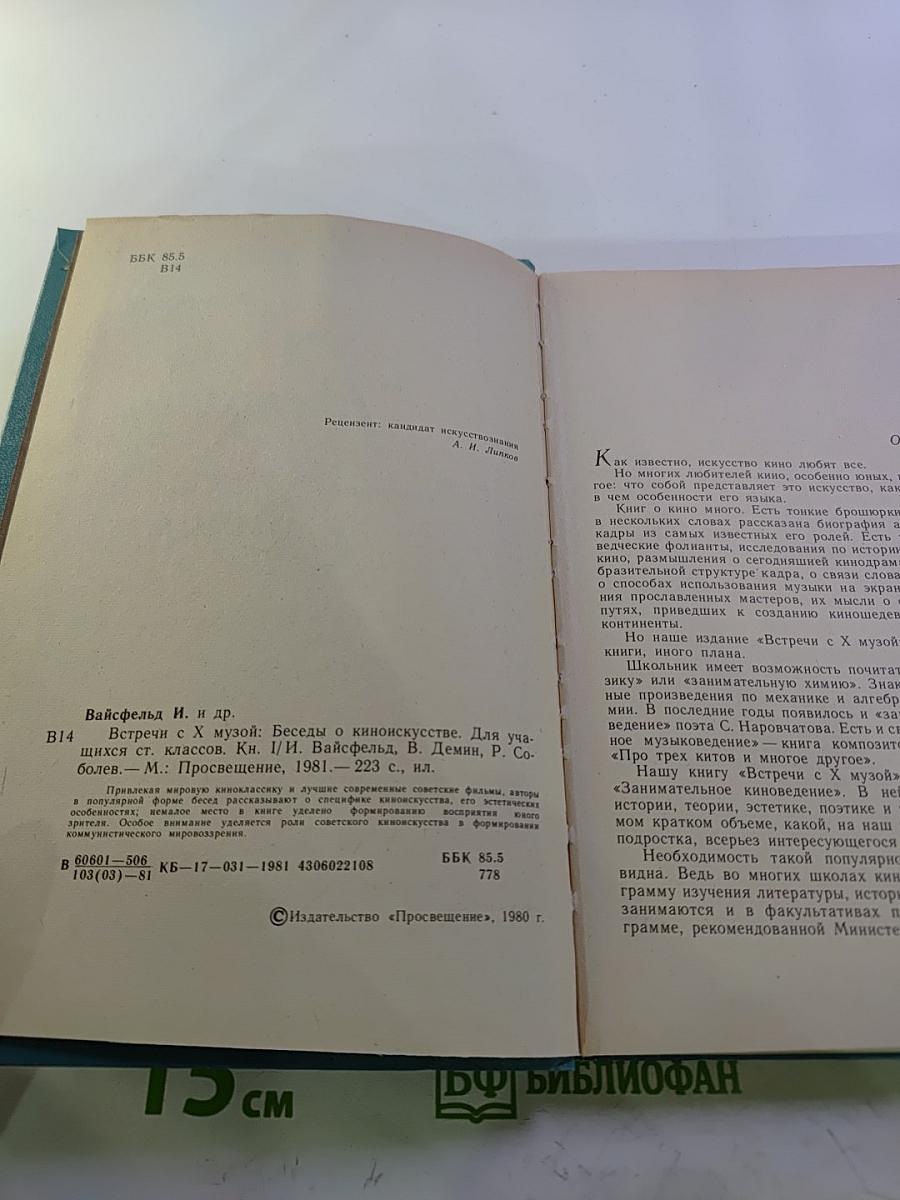 ББК 85.5
В14
Рецензент: кандидат искусствознания
А. И. Липков
Вайсфельд И. и др.
В14 Встречи с X музой: Беседы о киноискусстве. Для уча-
щихся ст. классов. Кн. I/И. Вайсфельд, В. Демин, Р. Со-
болев.— М.: Просвещение, 1981.— 223 с., ил.
Привлекая мировую киноклассику и лучшие современные советские фильмы, авторы
в популярной форме бесед рассказывают о специфике киноискусства, его эстетических
особенностях; немалое место в книге уделено формированию восприятия юного
зрителя. Особое внимание уделяется роли советского киноискусства в формировании
коммунистического мировоззрения.
В 60601—506
103(03)—81 КБ—17—031—1981 4306022108
ББК 85.5
778
©Издательство «Просвещение», 1980 г.
О
Как известно, искусство кино любят все.
Но многих любителей кино, особенно юных,
гое: что собой представляет это искусство, как
в чем особенности его языка.
Книг о кино много. Есть тонкие брошюрки
в нескольких словах рассказана биография а
кадры из самых известных его ролей. Есть
ведческие фолианты, исследования по истории
кино, размышления о сегодняшней кинодрам
бразительной структуре кадра, о связи слова
о способах использования музыки на экран
ния прославленных мастеров, их мысли о
путях, приведших к созданию киношедев
континенты.
Но наше издание «Встречи с X музой»
книги, иного плана.
Школьник имеет возможность почитат
зику» или «занимательную химию». Знак
ные произведения по механике и алгебр
мии. В последние годы появилось и «за
ведение» поэта С. Наровчатова. Есть и св
ное музыковедение» — книга композит
«Про трех китов и многое другое».
Нашу книгу «Встречи с X музой»
«Занимательное киноведение». В ней
истории, теории, эстетике, поэтике и
мом кратком объеме, какой, на наш
подростка, всерьез интересующегося
Необходимость такой популярно
видна. Ведь во многих школах кин
грамму изучения литературы, истор
занимаются и в факультативах п
грамме, рекомендованной Министе
15 см
БФ БИБЛИОФАН